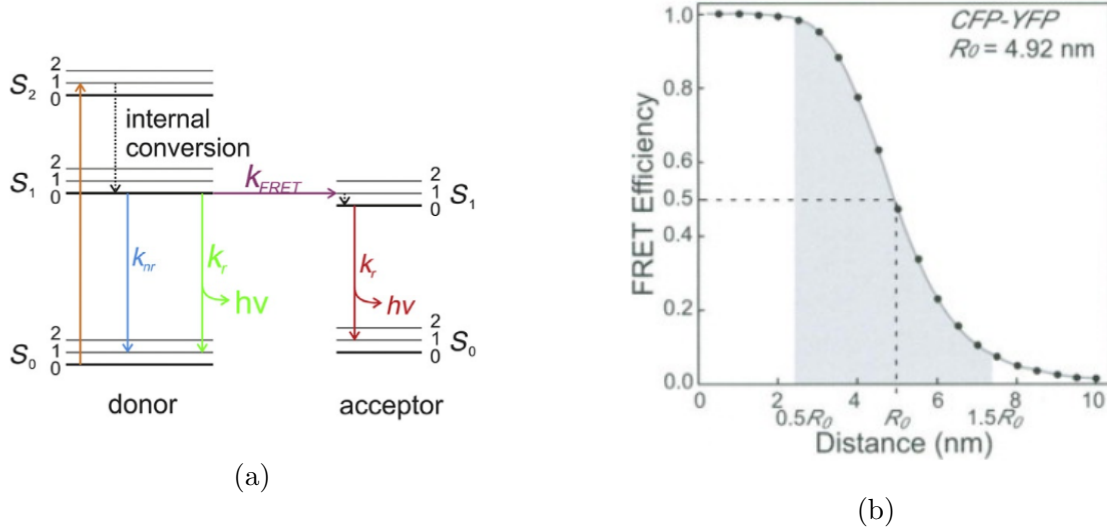 2
S2 1
0
internal
conversion
2
S1 1
0
kFRET
2
1 S1
0
knr
kr
hν
kr
hν
2
S0 1
0
2
1 S0
0
donor
acceptor
(a)
CFP-YFP
R0 = 4.92 nm
FRET Efficiency
1.0
0.8
0.6
0.5
0.4
0.2
0.0
0 2 4 6 8 10
0.5R0 R0 1.5R0
Distance (nm)
(b)